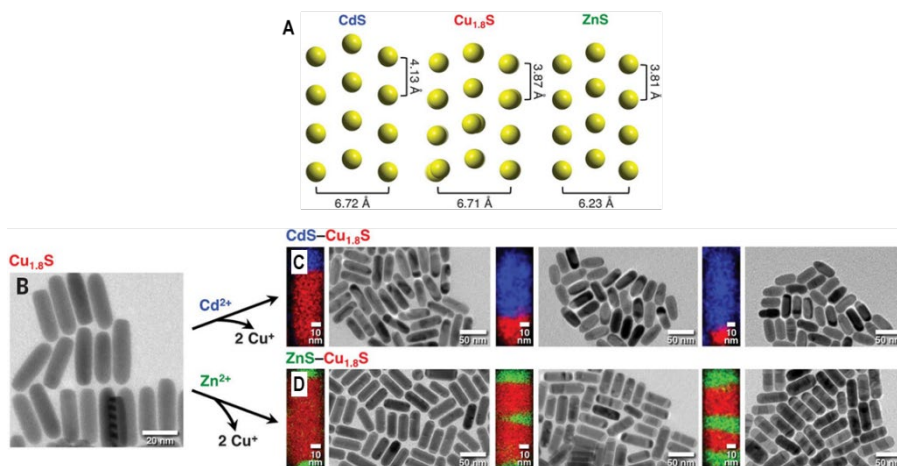 A
CdS
Cu1.8S
ZnS
4.13 Å
3.87 Å
3.81 Å
6.72 Å
6.71 Å
6.23 Å
Cu1.8S
B
20 nm
Cd2+
2 Cu+
Zn2+
2 Cu+
CdS–Cu1.8S
C
10 nm
50 nm
10 nm
50 nm
10 nm
50 nm
ZnS–Cu1.8S
D
10 nm
50 nm
10 nm
50 nm
10 nm
50 nm